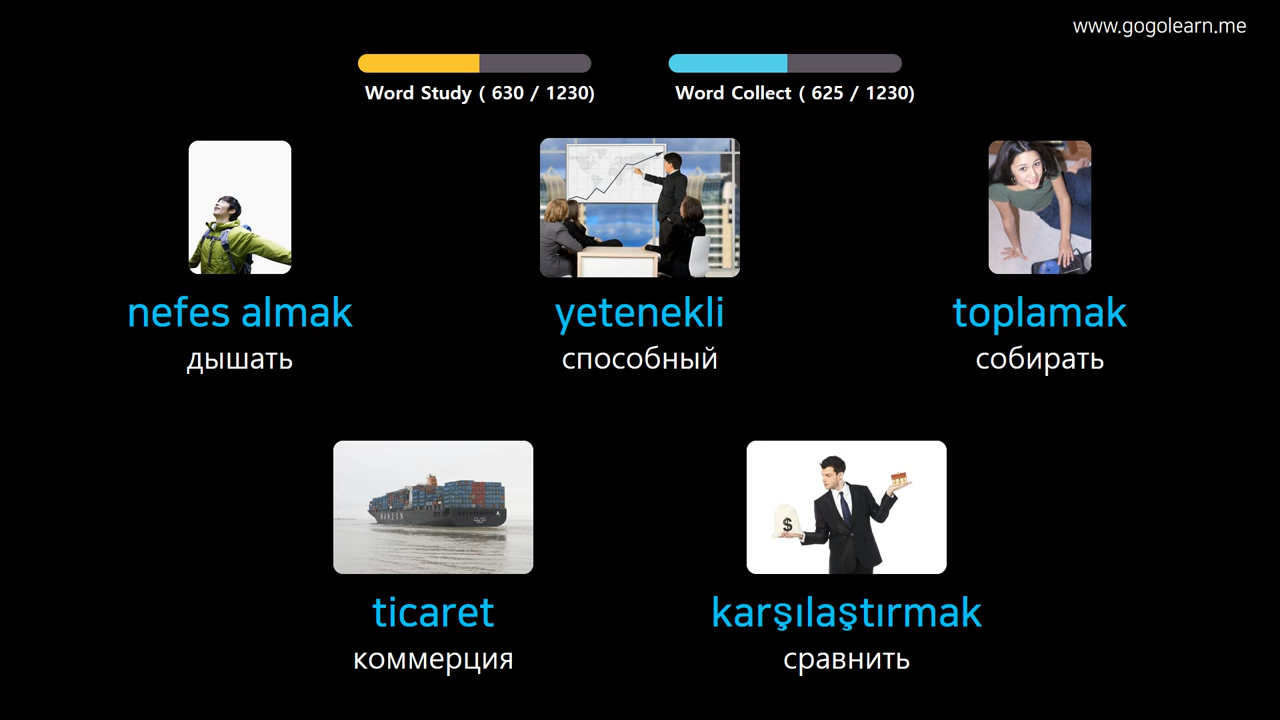 www.gogolearn.me
Word Study ( 630 / 1230)
Word Collect ( 625 / 1230)
nefes almak
дышать
yetenekli
способный
toplamak
собирать
$
ticaret
коммерция
karşılaştırmak
сравнить